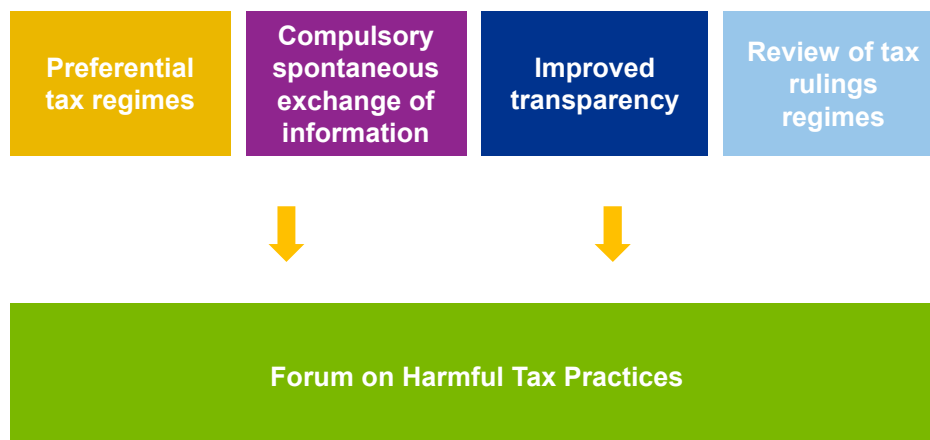 Preferential
tax regimes
Compulsory
spontaneous
exchange of
information
Improved
transparency
Review of tax
rulings
regimes
Forum on Harmful Tax Practices